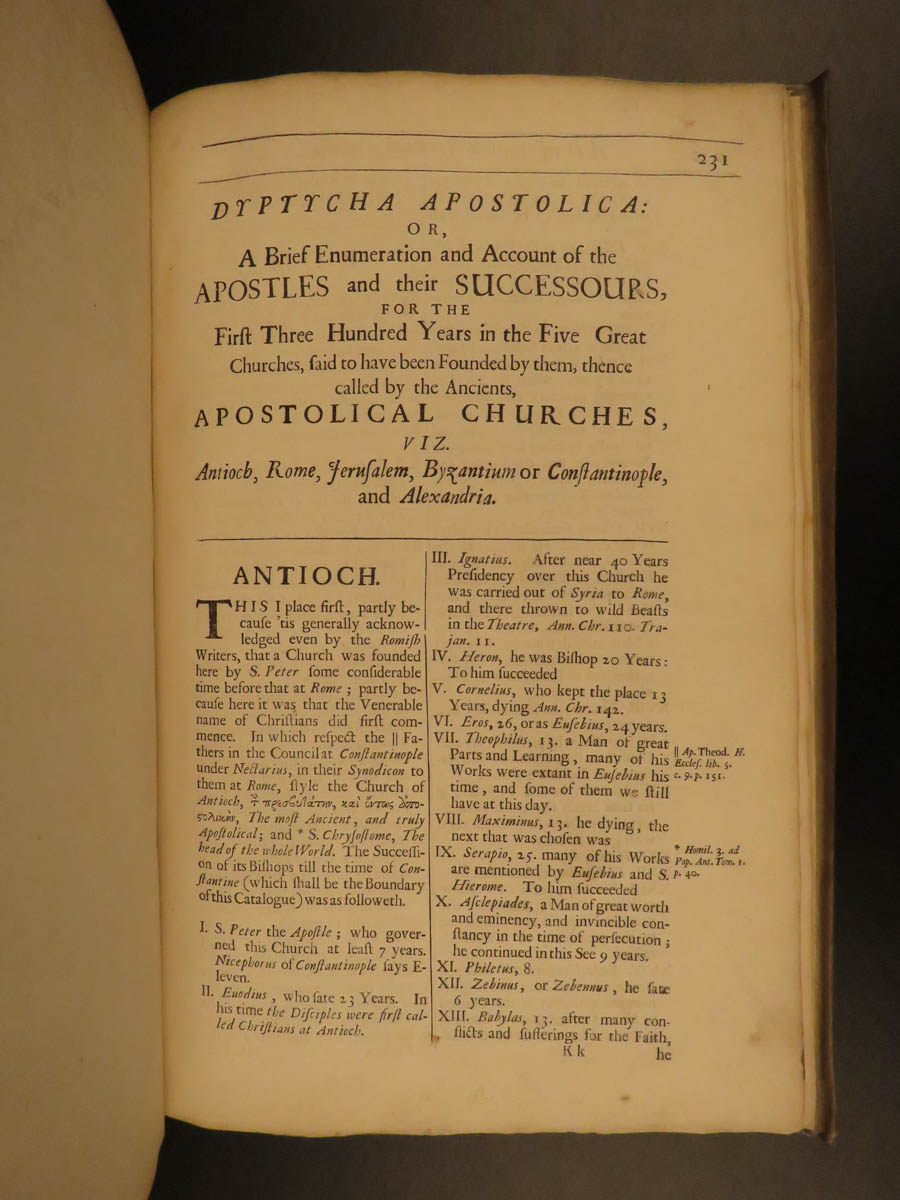 231
DYPTYCHA APOSTOLICA:
OR,
A Brief Enumeration and Account of the
APOSTLES and their SUCCESSOURS,
FOR THE
Firſt Three Hundred Years in the Five Great
Churches, ſaid to have been Founded by them, thence
called by the Ancients,
APOSTOLICAL CHURCHES,
VIZ.
Antioch, Rome, Jeruſalem, Byzantium or Conſtantinople,
and Alexandria.
ANTIOCH.
THIS I place firſt, partly be-
cauſe 'tis generally acknow-
ledged even by the Romiſh
Writers, that a Church was founded
here by S. Peter ſome conſiderable
time before that at Rome; partly be-
cauſe here it was that the Venerable
name of Chriſtians did firſt com-
mence. In which reſpect the || Fa-
thers in the Council at Conſtantinople
under Nectarius, in their Synodicon to
them at Rome, ſtyle the Church of
Antioch, τ πρεσβυτάτην, καὶ ὄντως ἀπο-
στολικὴν, The moſt Ancient, and truly
Apoſtolical; and * S. Chryſoſtome, The
head of the whole World. The Succeſſi-
on of its Biſhops till the time of Con-
ſtantine (which ſhall be the Boundary
of this Catalogue) was as followeth.
I. S. Peter the Apoſtle; who gover-
ned this Church at leaſt 7 years.
Nicephorus of Conſtantinople ſays E-
leven.
II. Euodius, who ſate 23 Years. In
his time the Diſciples were firſt cal-
led Chriſtians at Antioch.
III. Ignatius. After near 40 Years
Preſidency over this Church he
was carried out of Syria to Rome,
and there thrown to wild Beaſts
in the Theatre, Ann. Chr. 110. Tra-
jan. 11.
IV. Heron, he was Biſhop 20 Years:
To him ſucceeded
V. Cornelius, who kept the place 13
Years, dying Ann. Chr. 142.
VI. Eros, 26, or as Euſebius, 24 years.
VII. Theophilus, 13. a Man of great
Parts and Learning, many of his
Works were extant in Euſebius his
time, and ſome of them we ſtill
have at this day.
VIII. Maximinus, 13. he dying, the
next that was choſen was
IX. Serapio, 25. many of his Works
are mentioned by Euſebius and S.
Hierome. To him ſucceeded
X. Aſclepiades, a Man of great worth
and eminency, and invincible con-
ſtancy in the time of perſecution;
he continued in this See 9 years.
XI. Philetus, 8.
XII. Zebinus, or Zebennus, he ſate
6 years.
XIII. Babylas, 13. after many con-
flicts and ſufferings for the Faith,
|| Ap. Theod. H.
Eccleſ. lib. 5.
c. 9. p. 151.
* Homil. 3. ad
Pop. Ant. Tom. 1.
p. 40.
K k
he